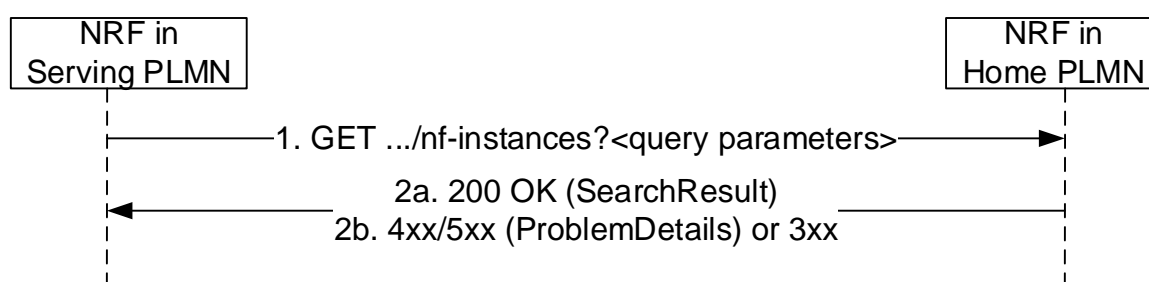 NRF in
Serving PLMN
NRF in
Home PLMN
1. GET .../nf-instances?<query parameters>
2a. 200 OK (SearchResult)
2b. 4xx/5xx (ProblemDetails) or 3xx